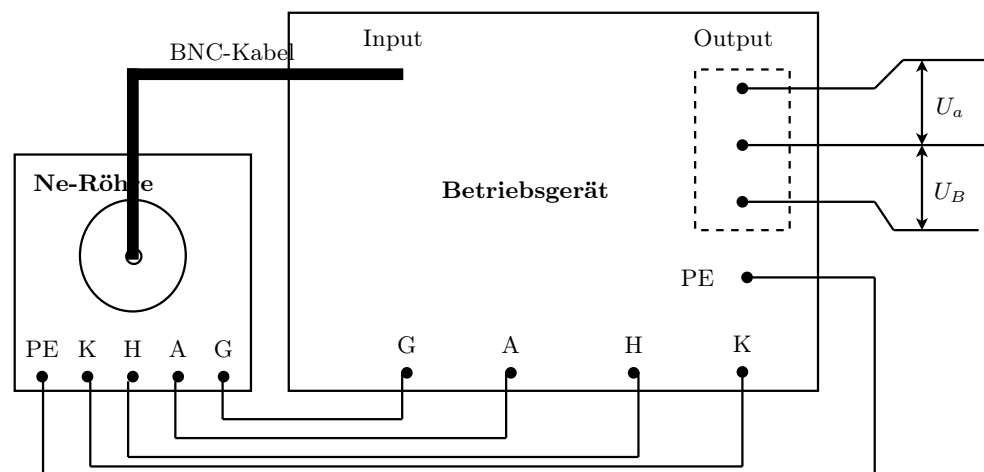 BNC-Kabel
Input
Output
U_a
Ne-Röhre
Betriebsgerät
U_B
PE
PE K H A G
G A H K